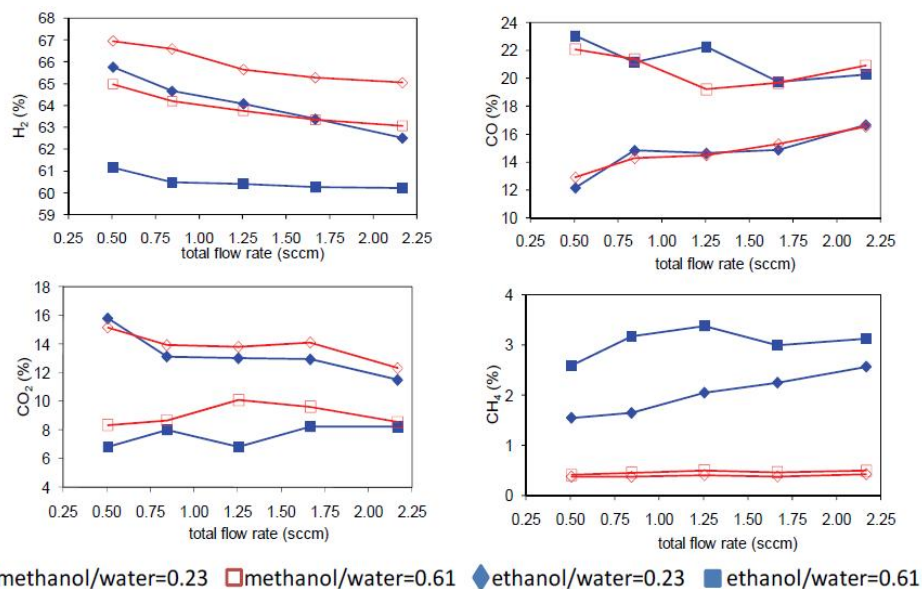 68
67
66
65
64
63
62
61
60
59
H₂ (%)
0.25 0.50 0.75 1.00 1.25 1.50 1.75 2.00 2.25
total flow rate (sccm)
24
22
20
18
16
14
12
10
CO (%)
0.25 0.50 0.75 1.00 1.25 1.50 1.75 2.00 2.25
total flow rate (sccm)
18
16
14
12
10
8
6
4
CO₂ (%)
0.25 0.50 0.75 1.00 1.25 1.50 1.75 2.00 2.25
total flow rate (sccm)
4
3
2
1
0
CH₄ (%)
0.25 0.50 0.75 1.00 1.25 1.50 1.75 2.00 2.25
total flow rate (sccm)
methanol/water=0.23 methanol/water=0.61 ethanol/water=0.23 ethanol/water=0.61